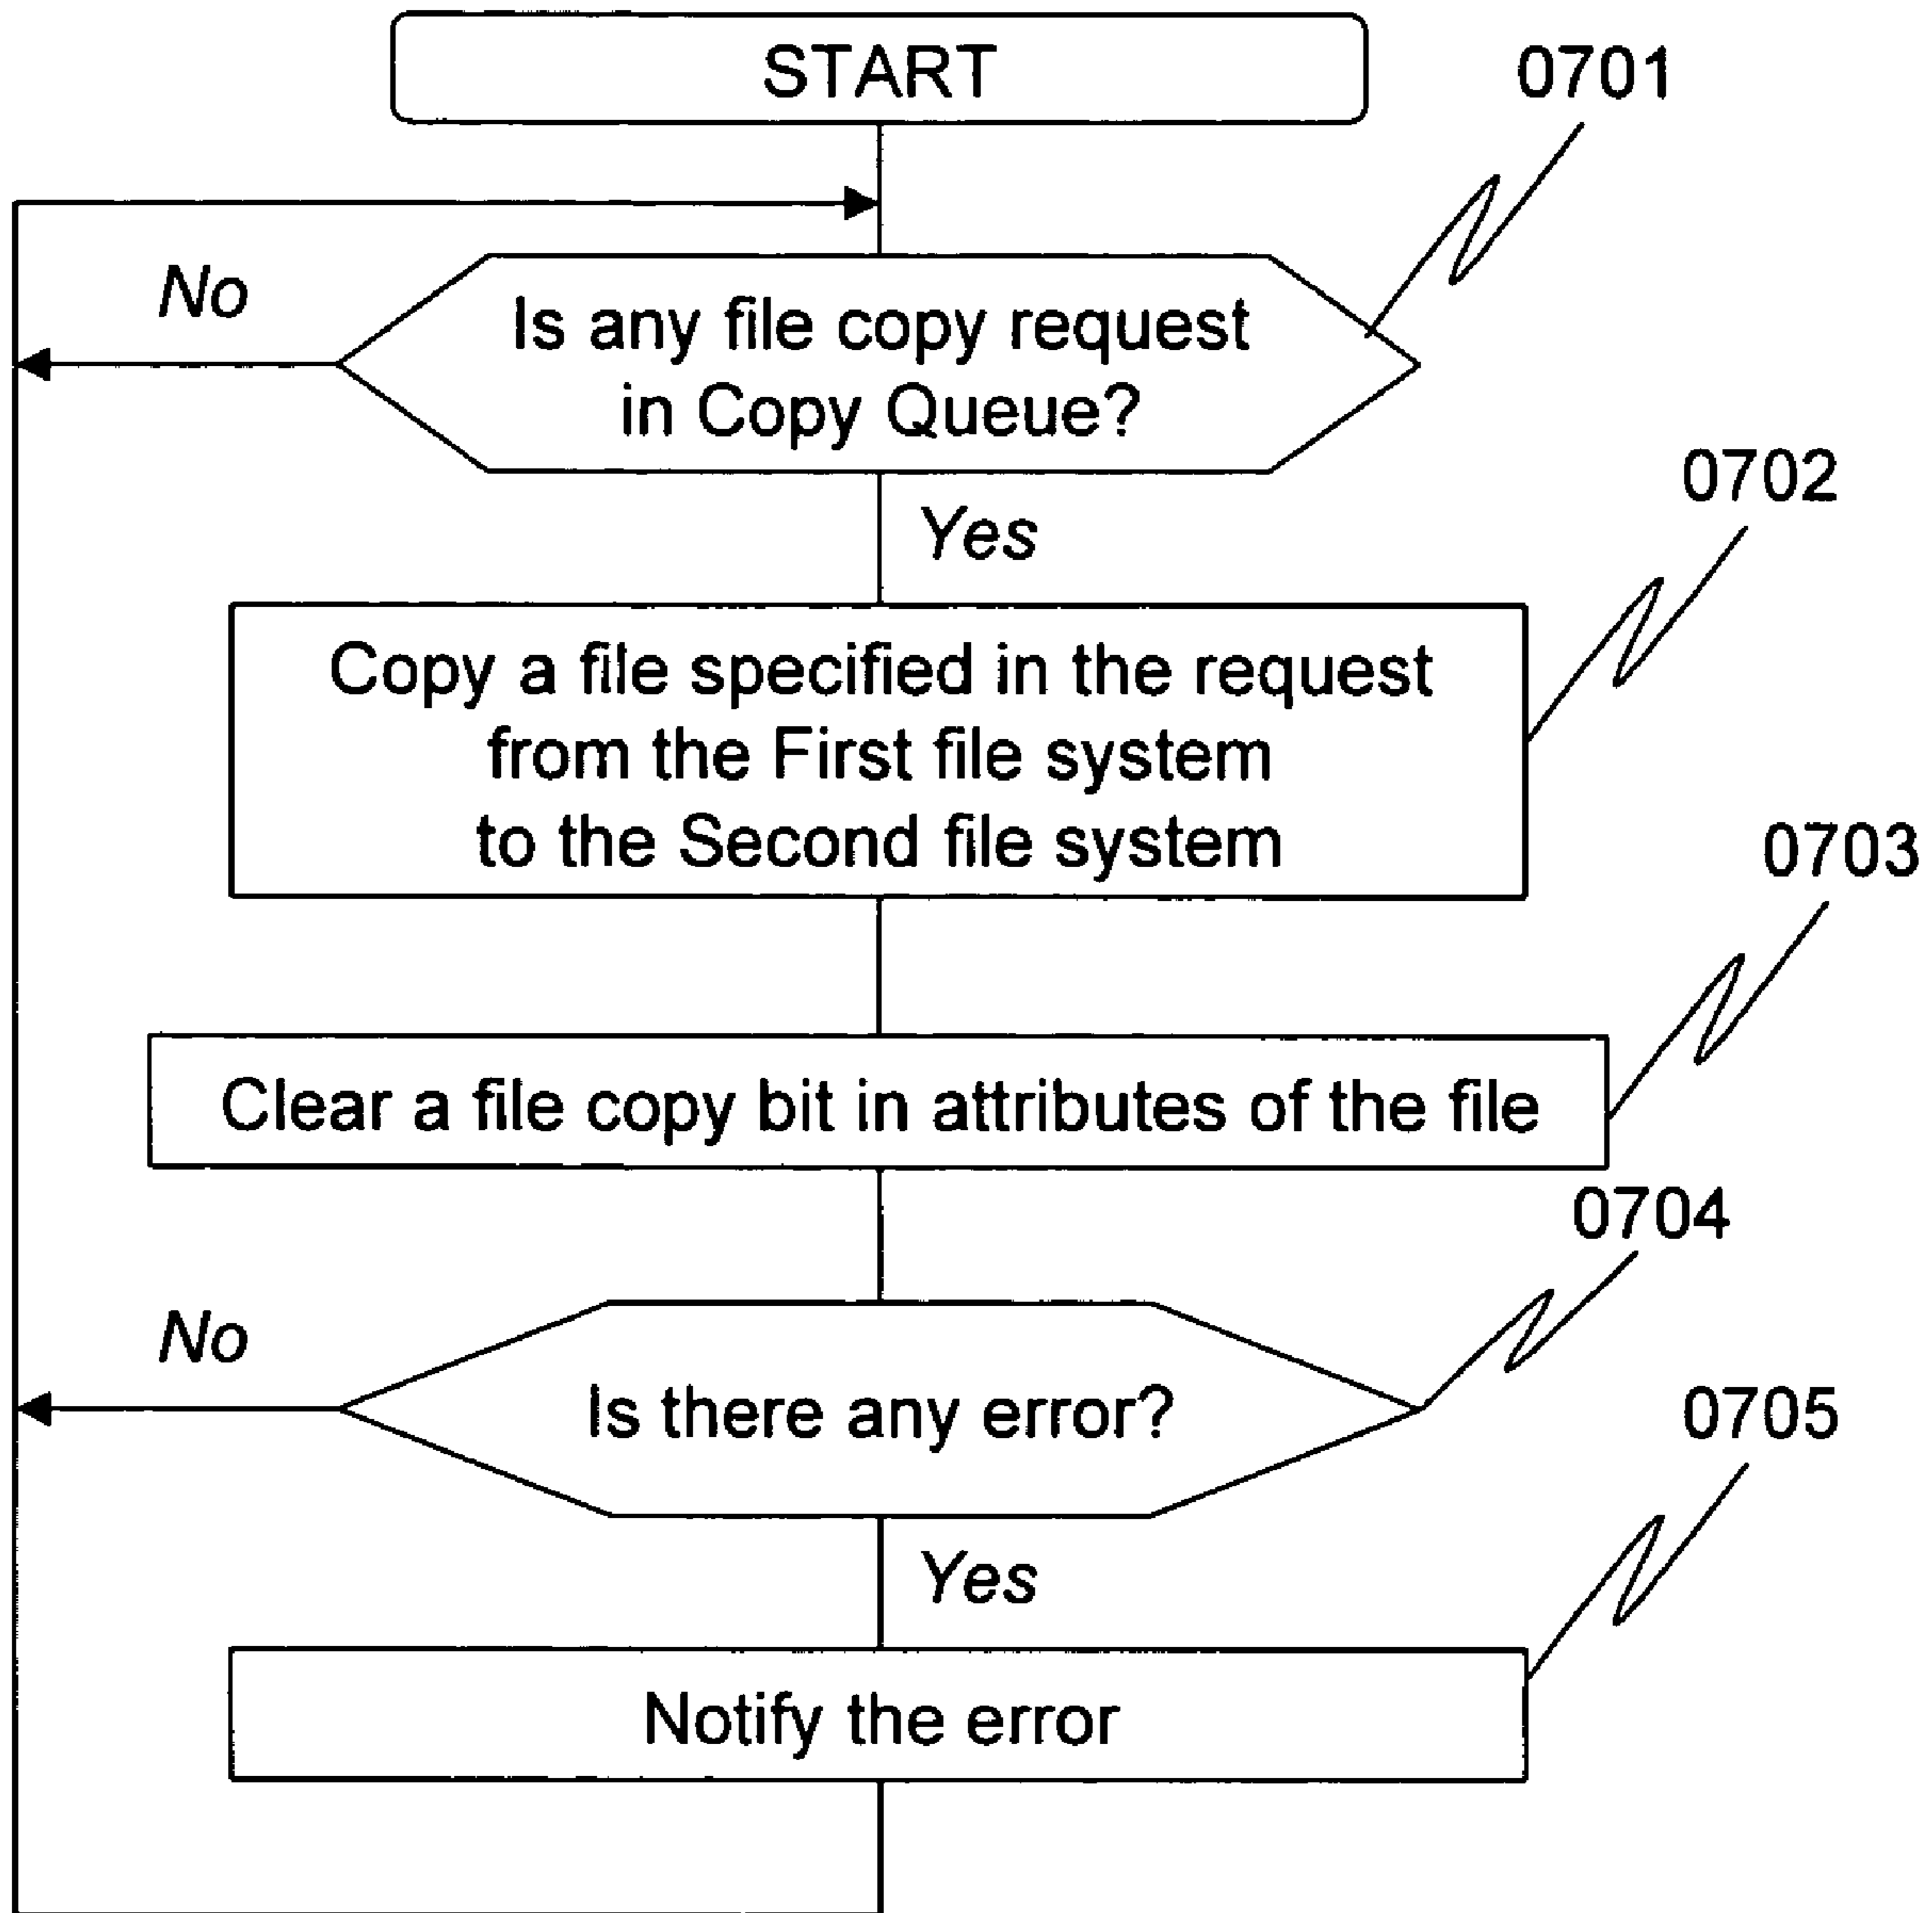 START
0701
No
Is any file copy request
in Copy Queue?
0702
Yes
Copy a file specified in the request
from the First file system
to the Second file system
0703
Clear a file copy bit in attributes of the file
0704
No
Is there any error?
0705
Yes
Notify the error